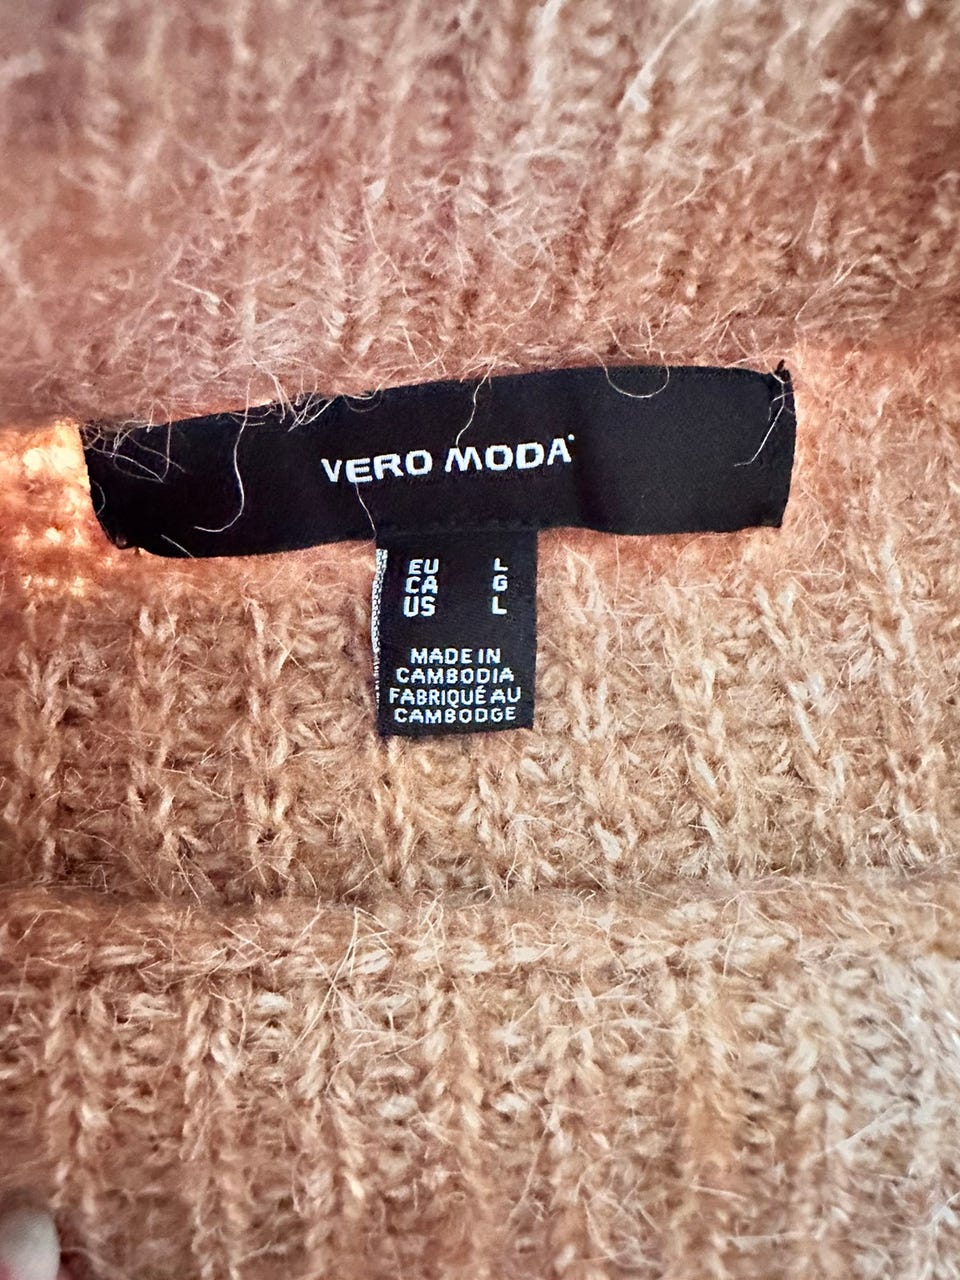 VERO MODA
EU L
CA G
US L
MADE IN
CAMBODIA
FABRIQUÉ AU
CAMBODGE